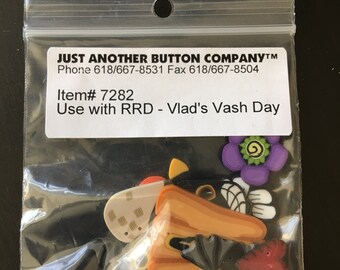 JUST ANOTHER BUTTON COMPANY™
Phone 618/667-8531 Fax 618/667-8504
Item# 7282
Use with RRD - Vlad's Vash Day